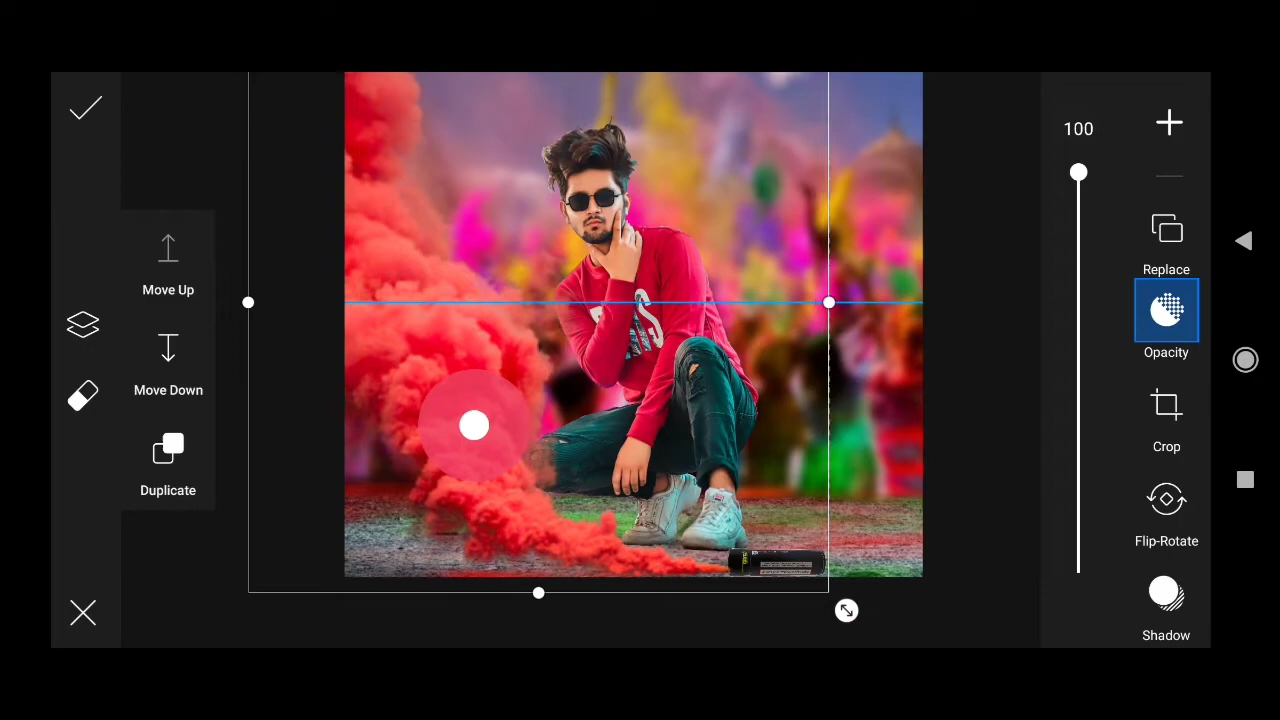 Move Up
Move Down
Duplicate
100
Replace
Opacity
Crop
Flip-Rotate
Shadow